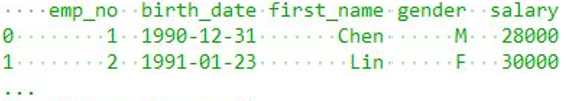 emp_no birth_date first_name gender salary
0 1 1990-12-31 Chen M 28000
1 2 1991-01-23 Lin F 30000
...